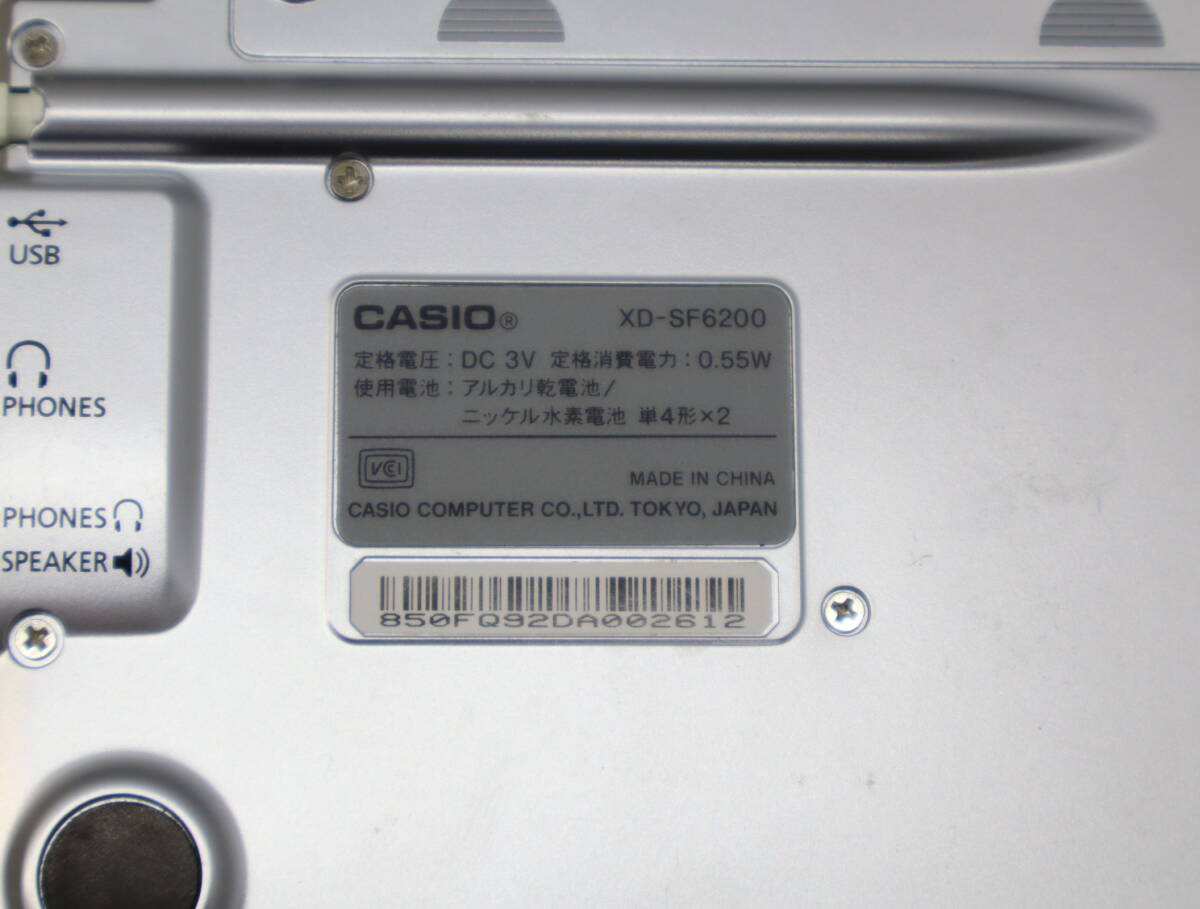 USB
PHONES
PHONES
SPEAKER
CASIO® XD-SF6200
定格電圧：DC 3V 定格消費電力：0.55W
使用電池：アルカリ乾電池/
ニッケル水素電池 単4形×2
VCI
MADE IN CHINA
CASIO COMPUTER CO.,LTD. TOKYO, JAPAN
850FQ92DA002612